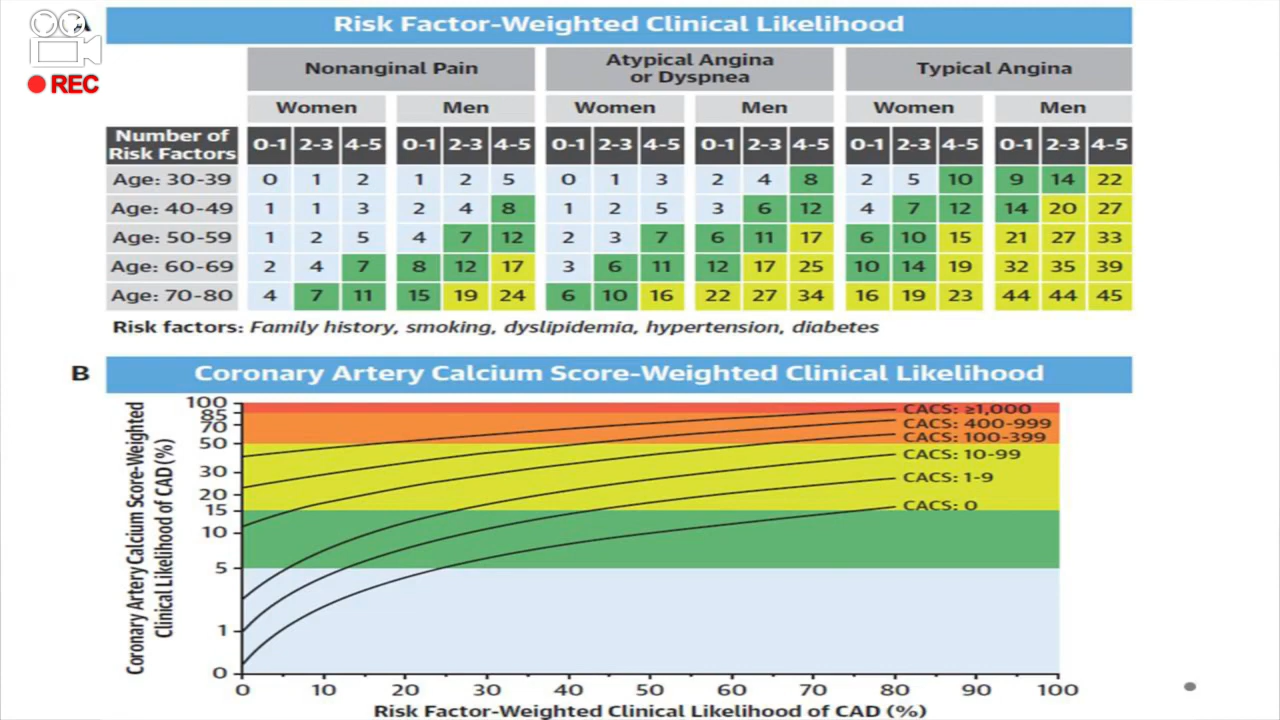 A
REC
Risk Factor-Weighted Clinical Likelihood
Nonanginal Pain Atypical Angina or Dyspnea Typical Angina
Women Men Women Men Women Men
Number of Risk Factors 0-1 2-3 4-5 0-1 2-3 4-5 0-1 2-3 4-5 0-1 2-3 4-5 0-1 2-3 4-5 0-1 2-3 4-5
Age: 30-39 0 1 2 1 2 5 0 1 3 2 4 8 2 5 10 9 14 22
Age: 40-49 1 1 3 2 4 8 1 2 5 3 6 12 4 7 12 14 20 27
Age: 50-59 1 2 5 4 7 12 2 3 7 6 11 17 6 10 15 21 27 33
Age: 60-69 2 4 7 8 12 17 3 6 11 12 17 25 10 14 19 32 35 39
Age: 70-80 4 7 11 15 19 24 6 10 16 22 27 34 16 19 23 44 44 45
Risk factors: Family history, smoking, dyslipidemia, hypertension, diabetes
B
Coronary Artery Calcium Score-Weighted Clinical Likelihood
Coronary Artery Calcium Score-Weighted
Clinical Likelihood of CAD (%)
100
85
70
50
30
20
15
10
5
1
0
CACS: ≥1,000
CACS: 400-999
CACS: 100-399
CACS: 10-99
CACS: 1-9
CACS: 0
0 10 20 30 40 50 60 70 80 90 100
Risk Factor-Weighted Clinical Likelihood of CAD (%)